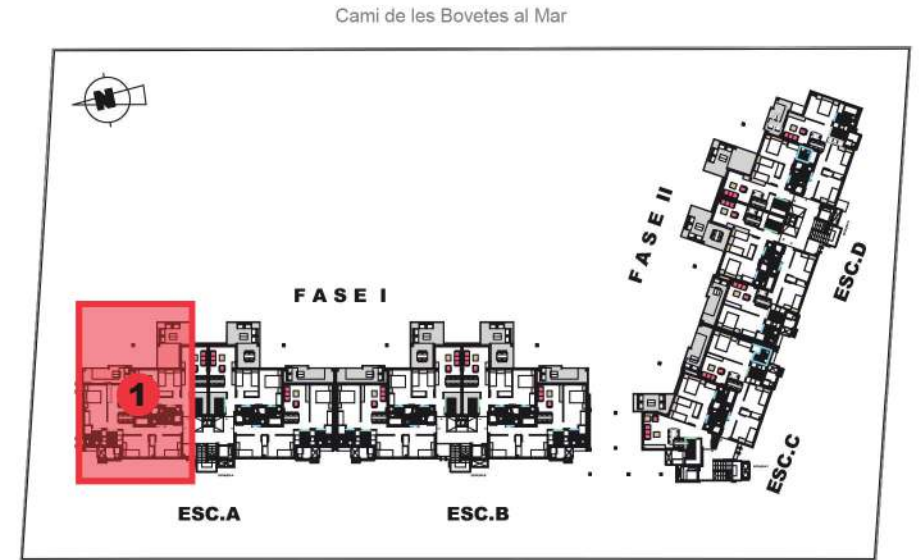 Cami de les Bovetes al Mar
N
FASE I
FASE II
ESC.D
1
ESC.C
ESC.A
ESC.B